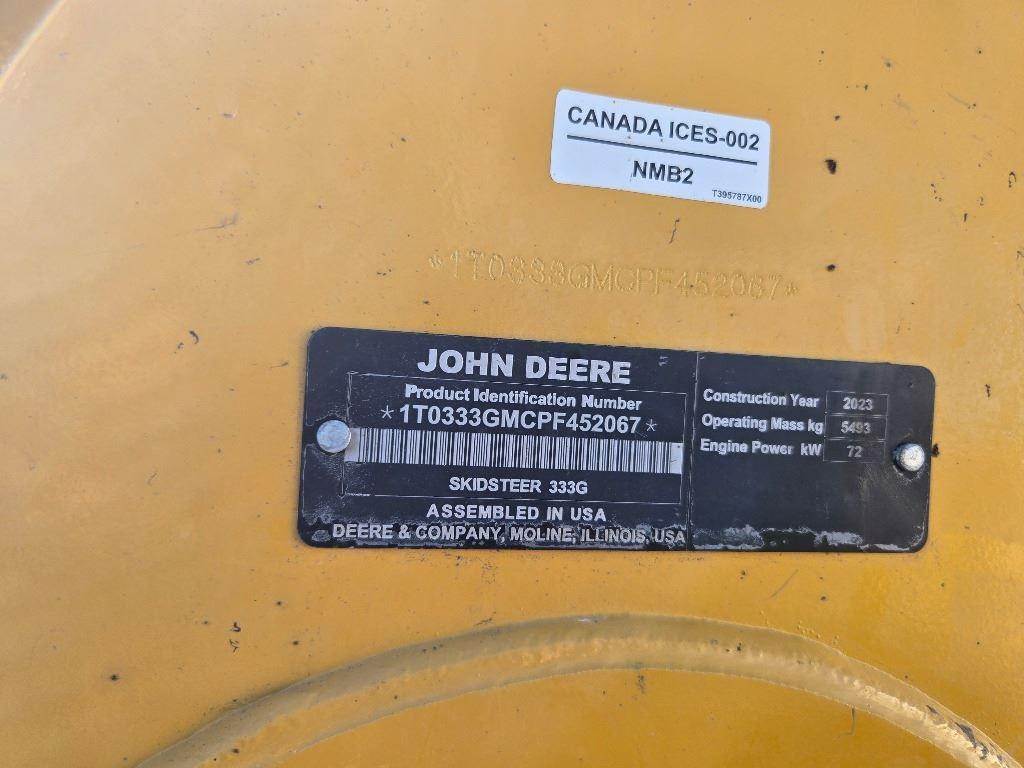 CANADA ICES-002
NMB2
T395787X00
*1T0333GMCPF452067*
JOHN DEERE
Product Identification Number
*1T0333GMCPF452067*
SKIDSTEER 333G
ASSEMBLED IN USA
DEERE & COMPANY, MOLINE, ILLINOIS, USA
Construction Year 2023
Operating Mass kg 5493
Engine Power kW 72